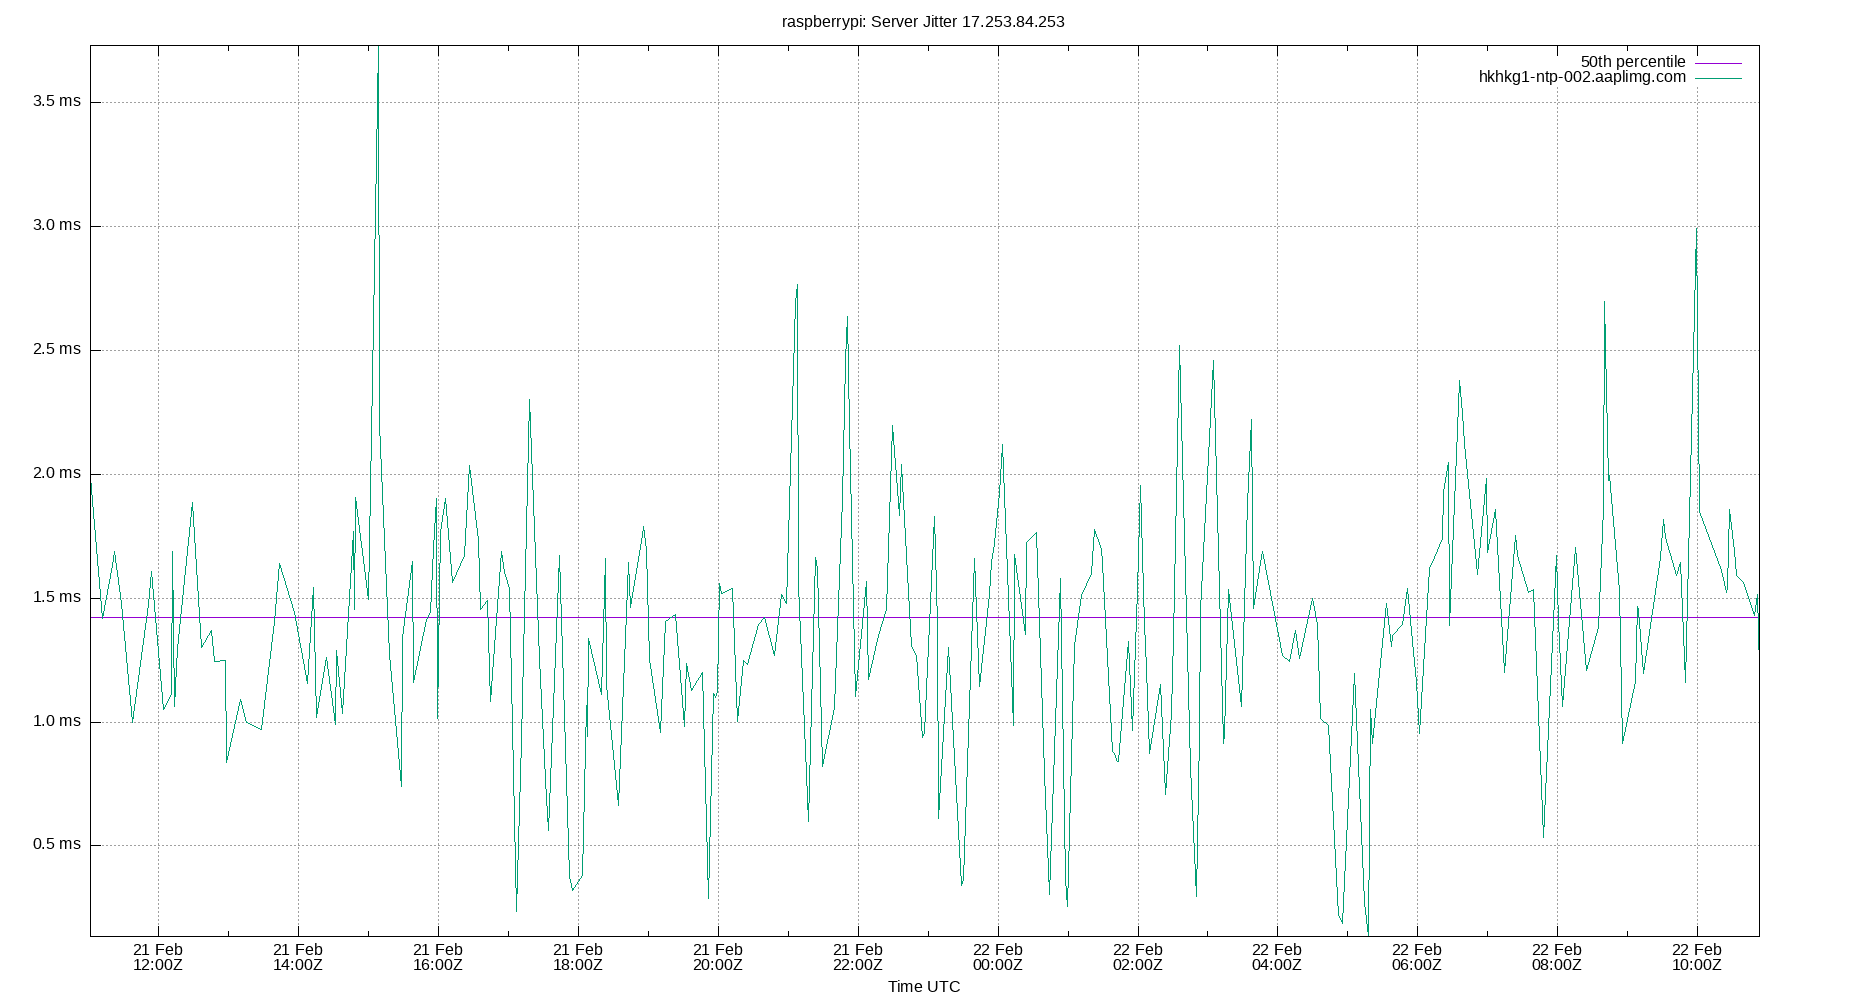 raspberrypi: Server Jitter 17.253.84.253
50th percentile
hkhkg1-ntp-002.aaplimg.com
3.5 ms
3.0 ms
2.5 ms
2.0 ms
1.5 ms
1.0 ms
0.5 ms
21 Feb 21 Feb 21 Feb 21 Feb 21 Feb 21 Feb 22 Feb 22 Feb 22 Feb 22 Feb 22 Feb 22 Feb
12:00Z 14:00Z 16:00Z 18:00Z 20:00Z 22:00Z 00:00Z 02:00Z 04:00Z 06:00Z 08:00Z 10:00Z
Time UTC